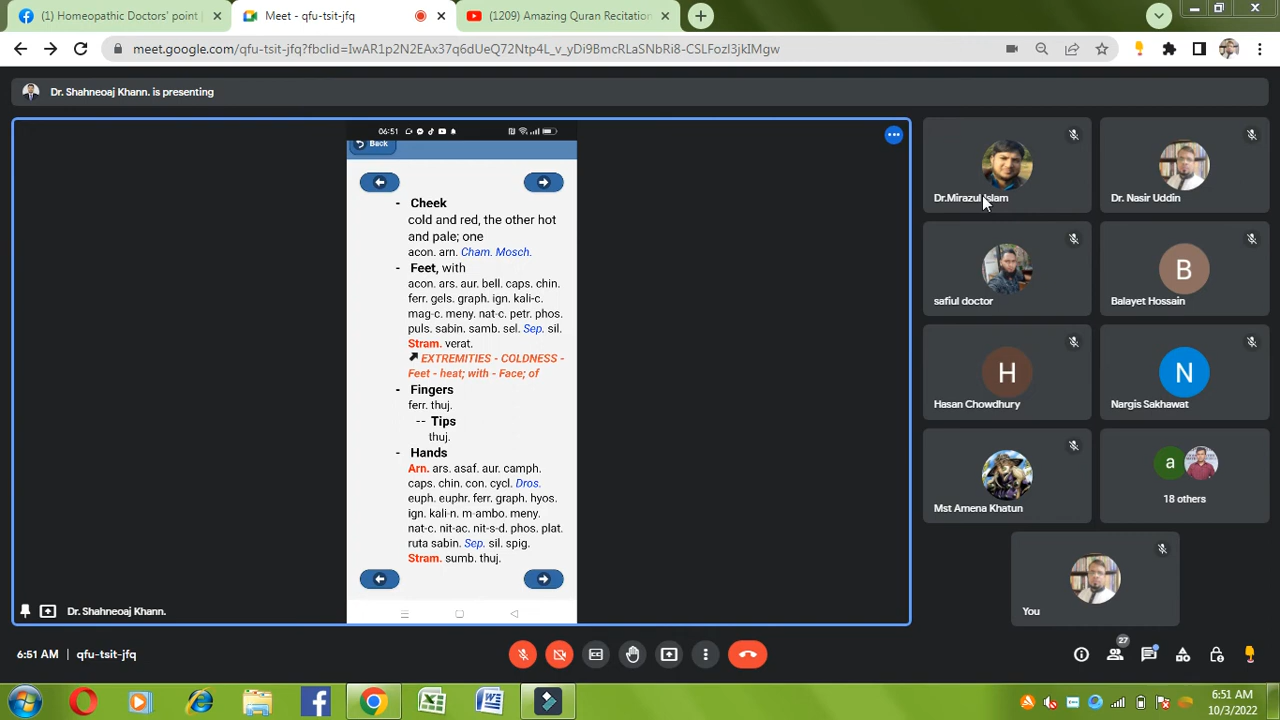 (1) Homeopathic Doctors' point |
Meet - qfu-tsit-jfq
(1209) Amazing Quran Recitation
meet.google.com/qfu-tsit-jfq?fbclid=IwAR1p2N2EAx37q6dUeQ72Nfp4L_v_yDi9BmcRLaSNbRi8-CSLFozI3jkIMgw
Dr. Shahneoaj Khann. is presenting
06:51
Back
- Cheek
cold and red, the other hot
and pale; one
acon. arn. Cham. Mosch.
- Feet, with
acon. ars. aur. bell. caps. chin.
ferr. gels. graph. ign. kali-c.
mag-c. meny. nat-c. petr. phos.
puls. sabin. samb. sel. Sep. sil.
Stram. verat.
EXTREMITIES - COLDNESS -
Feet - heat; with - Face; of
- Fingers
ferr. thuj.
-- Tips
thuj.
- Hands
Arn. ars. asaf. aur. camph.
caps. chin. con. cycl. Dros.
euph. euphr. ferr. graph. hyos.
ign. kali-n. m-ambo. meny.
nat-c. nit-ac. nit-s-d. phos. plat.
ruta sabin. Sep. sil. spig.
Stram. sumb. thuj.
Dr. Shahneoaj Khann.
Dr.Mirazul Islam
Dr. Nasir Uddin
safiul doctor
B
Balayet Hossain
H
Hasan Chowdhury
N
Nargis Sakhawat
Mst Amena Khatun
a
18 others
You
6:51 AM | qfu-tsit-jfq
27
6:51 AM
10/3/2022